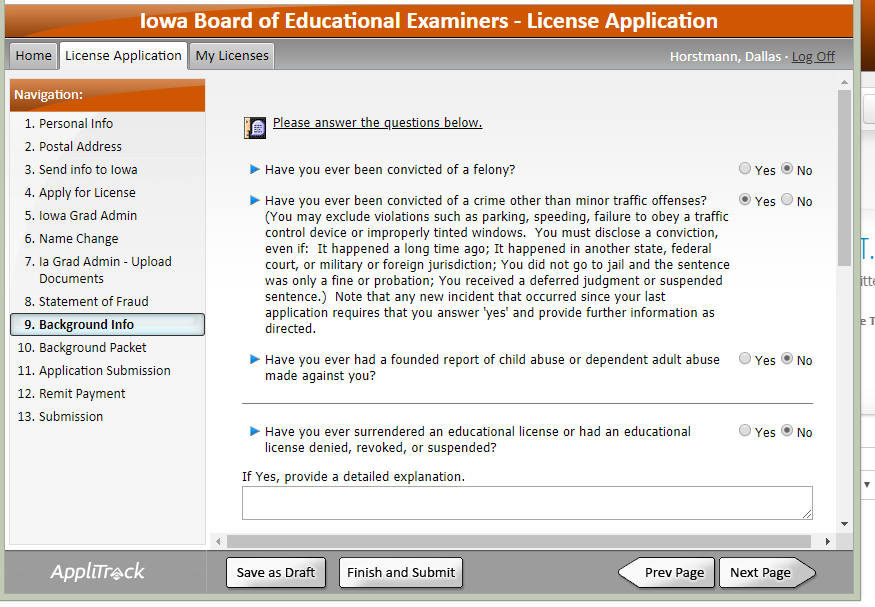 Iowa Board of Educational Examiners - License Application
Home
License Application
My Licenses
Horstmann, Dallas · Log Off
Navigation:
1. Personal Info
2. Postal Address
3. Send info to Iowa
4. Apply for License
5. Iowa Grad Admin
6. Name Change
7. Ia Grad Admin - Upload
Documents
8. Statement of Fraud
9. Background Info
10. Background Packet
11. Application Submission
12. Remit Payment
13. Submission
Please answer the questions below.
Have you ever been convicted of a felony?
Yes No
Have you ever been convicted of a crime other than minor traffic offenses?
Yes No
(You may exclude violations such as parking, speeding, failure to obey a traffic
control device or improperly tinted windows. You must disclose a conviction,
even if: It happened a long time ago; It happened in another state, federal
court, or military or foreign jurisdiction; You did not go to jail and the sentence
was only a fine or probation; You received a deferred judgment or suspended
sentence.) Note that any new incident that occurred since your last
application requires that you answer 'yes' and provide further information as
directed.
Have you ever had a founded report of child abuse or dependent adult abuse
Yes No
made against you?
Have you ever surrendered an educational license or had an educational
Yes No
license denied, revoked, or suspended?
If Yes, provide a detailed explanation.
AppliTrack
Save as Draft
Finish and Submit
Prev Page
Next Page